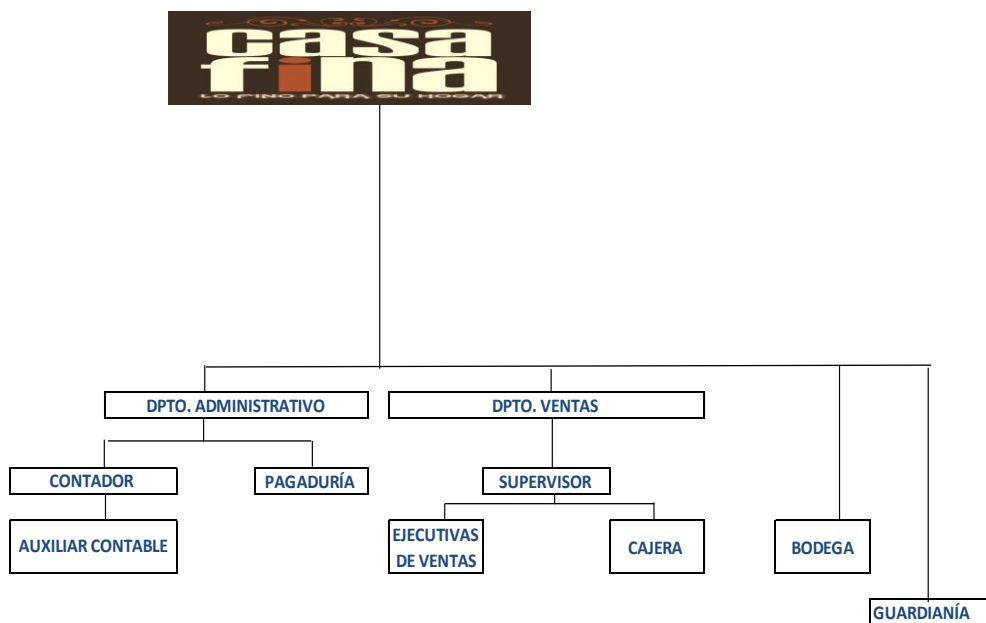 casa
fina
LO FINO PARA SU HOGAR
DPTO. ADMINISTRATIVO
DPTO. VENTAS
CONTADOR
PAGADURÍA
SUPERVISOR
AUXILIAR CONTABLE
EJECUTIVAS
DE VENTAS
CAJERA
BODEGA
GUARDIANÍA